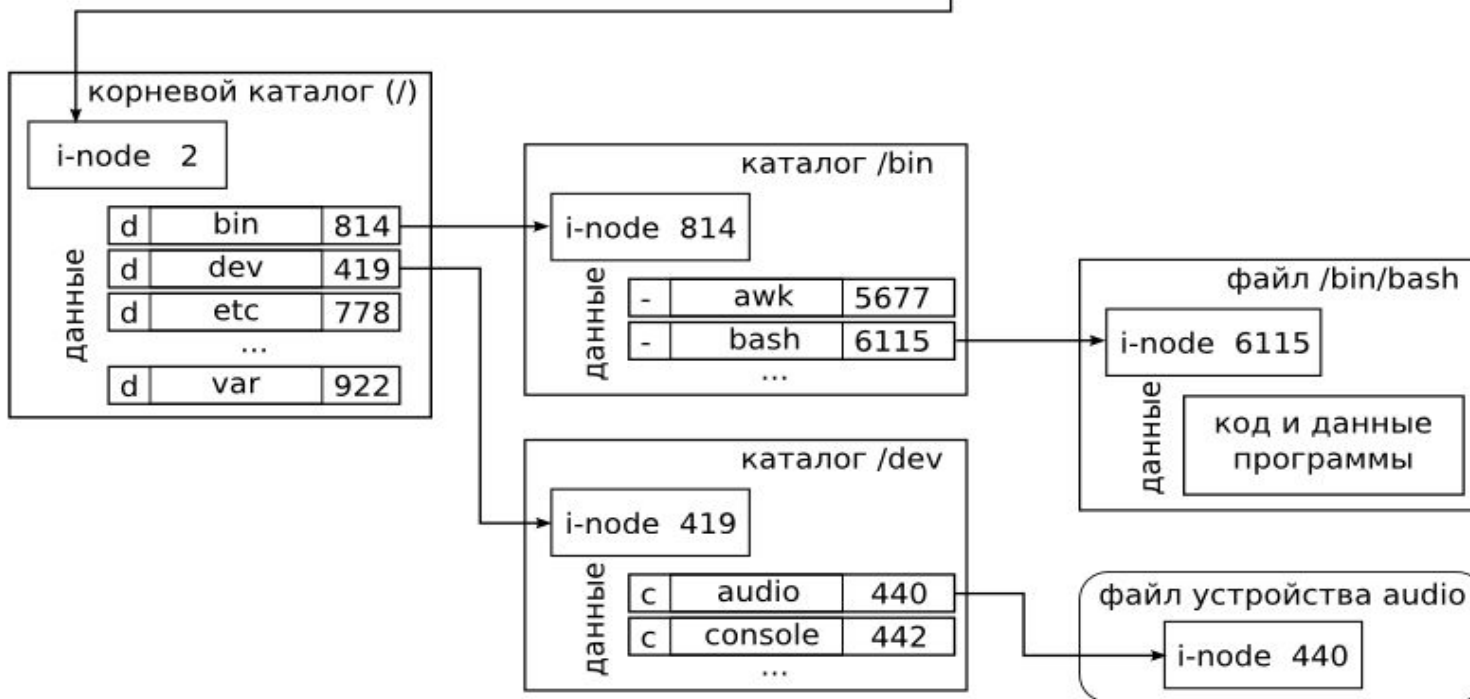 корневой каталог (/)
i-node 2
данные
d bin 814
d dev 419
d etc 778
...
d var 922
каталог /bin
i-node 814
данные
- awk 5677
- bash 6115
...
файл /bin/bash
i-node 6115
данные
код и данные
программы
каталог /dev
i-node 419
данные
c audio 440
c console 442
...
файл устройства audio
i-node 440